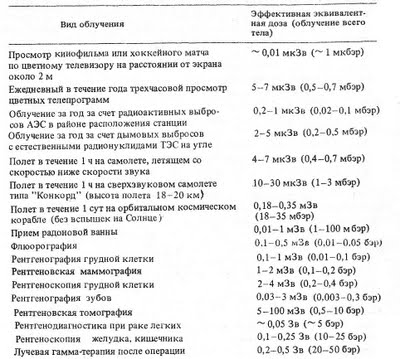 Вид облучения
Эффективная эквивалент-
ная доза (облучение всего
тела)
Просмотр кинофильма или хоккейного матча
по цветному телевизору на расстоянии от экрана
около 2 м
~ 0,01 мкЗв (~ 1 мкбэр)
Ежедневный в течение года трехчасовой просмотр
цветных телепрограмм
5–7 мкЗв (0,5–0,7 мбэр)
Облучение за год за счет радиоактивных выбро-
сов АЭС в районе расположения станции
0,2–1 мкЗв (0,02–0,1 мбэр)
Облучение за год за счет дымовых выбросов
с естественными радионуклидами ТЭС на угле
2–5 мкЗв (0,2–0.5 мбэр)
Полет в течение 1 ч на самолете, летящем со
скоростью ниже скорости звука
4–7 мкЗв (0,4–0,7 мбэр)
Полет в течение 1 ч на сверхзвуковом самолете
типа "Конкорд" (высота полета 18–20 км)
10–30 мкЗв (1–3 мбэр)
Полет в течение 1 сут на орбитальном космическом
корабле (без вспышек на Солнце)
0,18–0,35 мЗв
(18–35 мбэр)
Прием радоновой ванны
0,01–1 мЗв (1–100 мбэр)
Флюорография
0,1–0,5 мЗв (0,01–0.05 бэр)
Рентгенография грудной клетки
0,1–1 мЗв (0,01–0,1 бэр)
Рентгеновская маммография
1–2 мЗв (0,1–0,2 бэр)
Рентгеноскопия грудной клетки
2–4 мЗв (0,2–0,4 бэр)
Рентгенография зубов
0.03–3 мЗв (0,003–0,3 бэр)
Рентгеновская томография
5–100 мЗв (0,5–10 бэр)
Рентгенодиагностика при раке легких
~ 0,05 Зв (~ 5 бэр)
Рентгеноскопия желудка, кишечника
0,1–0,25 Зв (10–25 бэр)
Лучевая гамма-терапия после операции
0,2–0,5 Зв (20–50 бэр)